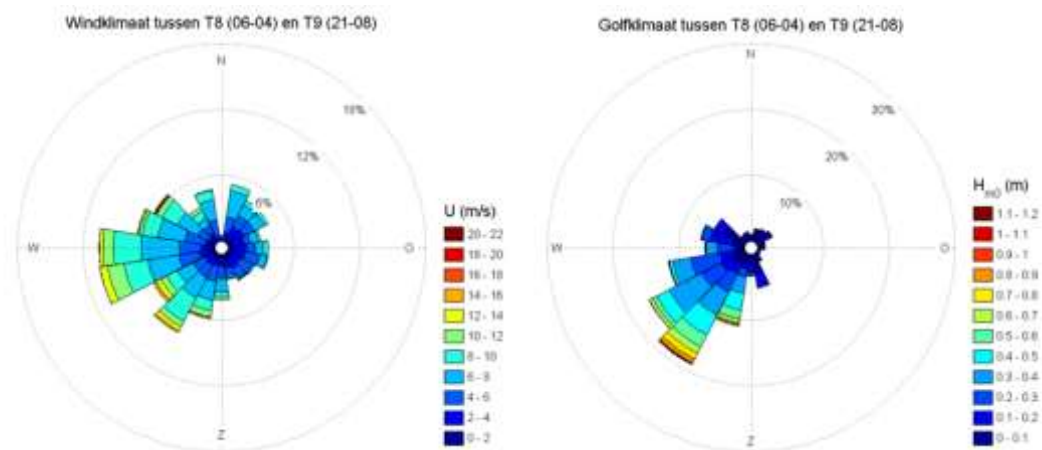 Windklimaat tussen T8 (06-04) en T9 (21-08)
N
18%
12%
6%
W
O
Z
U (m/s)
20 - 22
18 - 20
16 - 18
14 - 16
12 - 14
10 - 12
8 - 10
6 - 8
4 - 6
2 - 4
0 - 2
Golfklimaat tussen T8 (06-04) en T9 (21-08)
N
30%
20%
10%
W
O
Z
Hm0 (m)
1.1 - 1.2
1 - 1.1
0.9 - 1
0.8 - 0.9
0.7 - 0.8
0.6 - 0.7
0.5 - 0.6
0.4 - 0.5
0.3 - 0.4
0.2 - 0.3
0.1 - 0.2
0 - 0.1